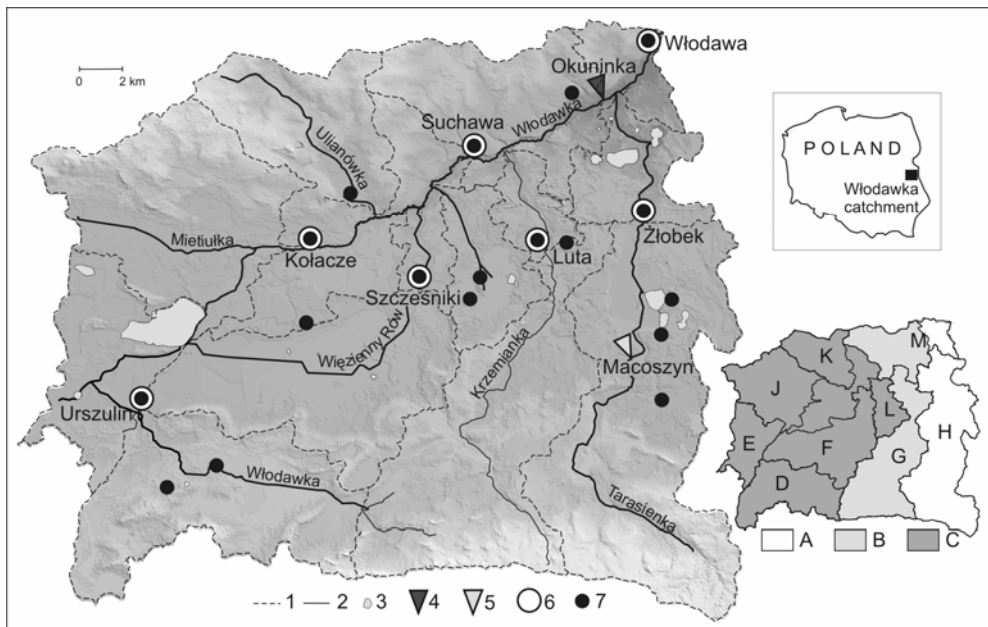 0 2 km
Włodawa
Okuninka
Włodawka
Suchawa
Ulianówka
POLAND
Włodawka
catchment
Mietiułka
Kołacze
Luta
Żłobek
Szcześniki
Więzienny Rów
Krzemianka
Macoszyn
Urszulin
Włodawka
Tarasienka
M
K
J
L
H
E
F
G
D
A B C
1 2 3 4 5 6 7